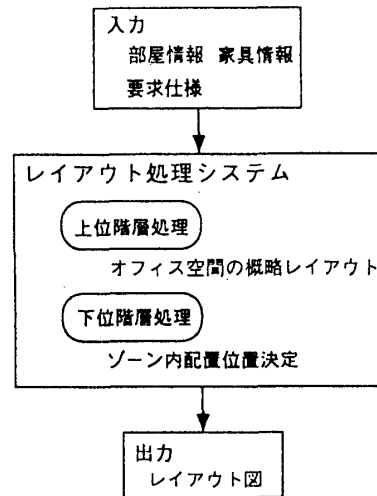 入力
部屋情報 家具情報
要求仕様
レイアウト処理システム
上位階層処理
オフィス空間の概略レイアウト
下位階層処理
ゾーン内配置位置決定
出力
レイアウト図